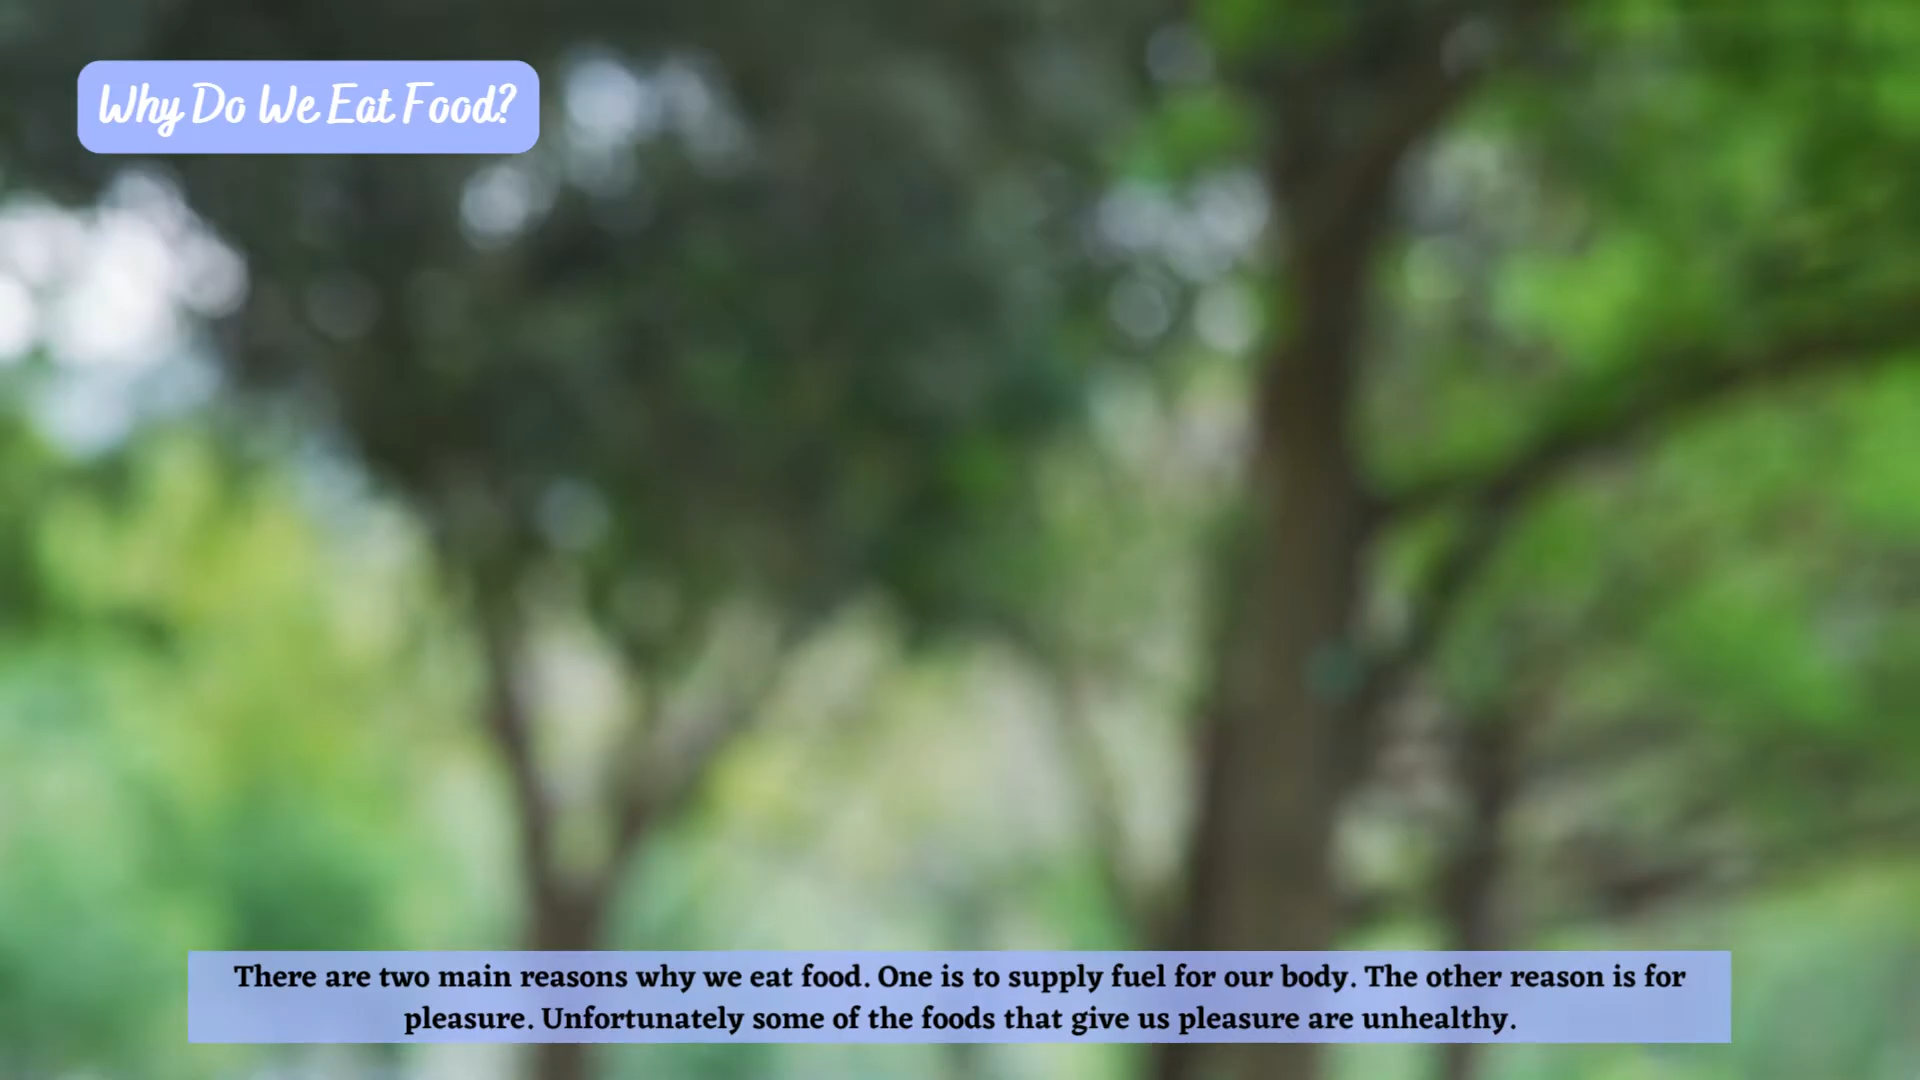 Why Do We Eat Food?
There are two main reasons why we eat food. One is to supply fuel for our body. The other reason is for
pleasure. Unfortunately some of the foods that give us pleasure are unhealthy.